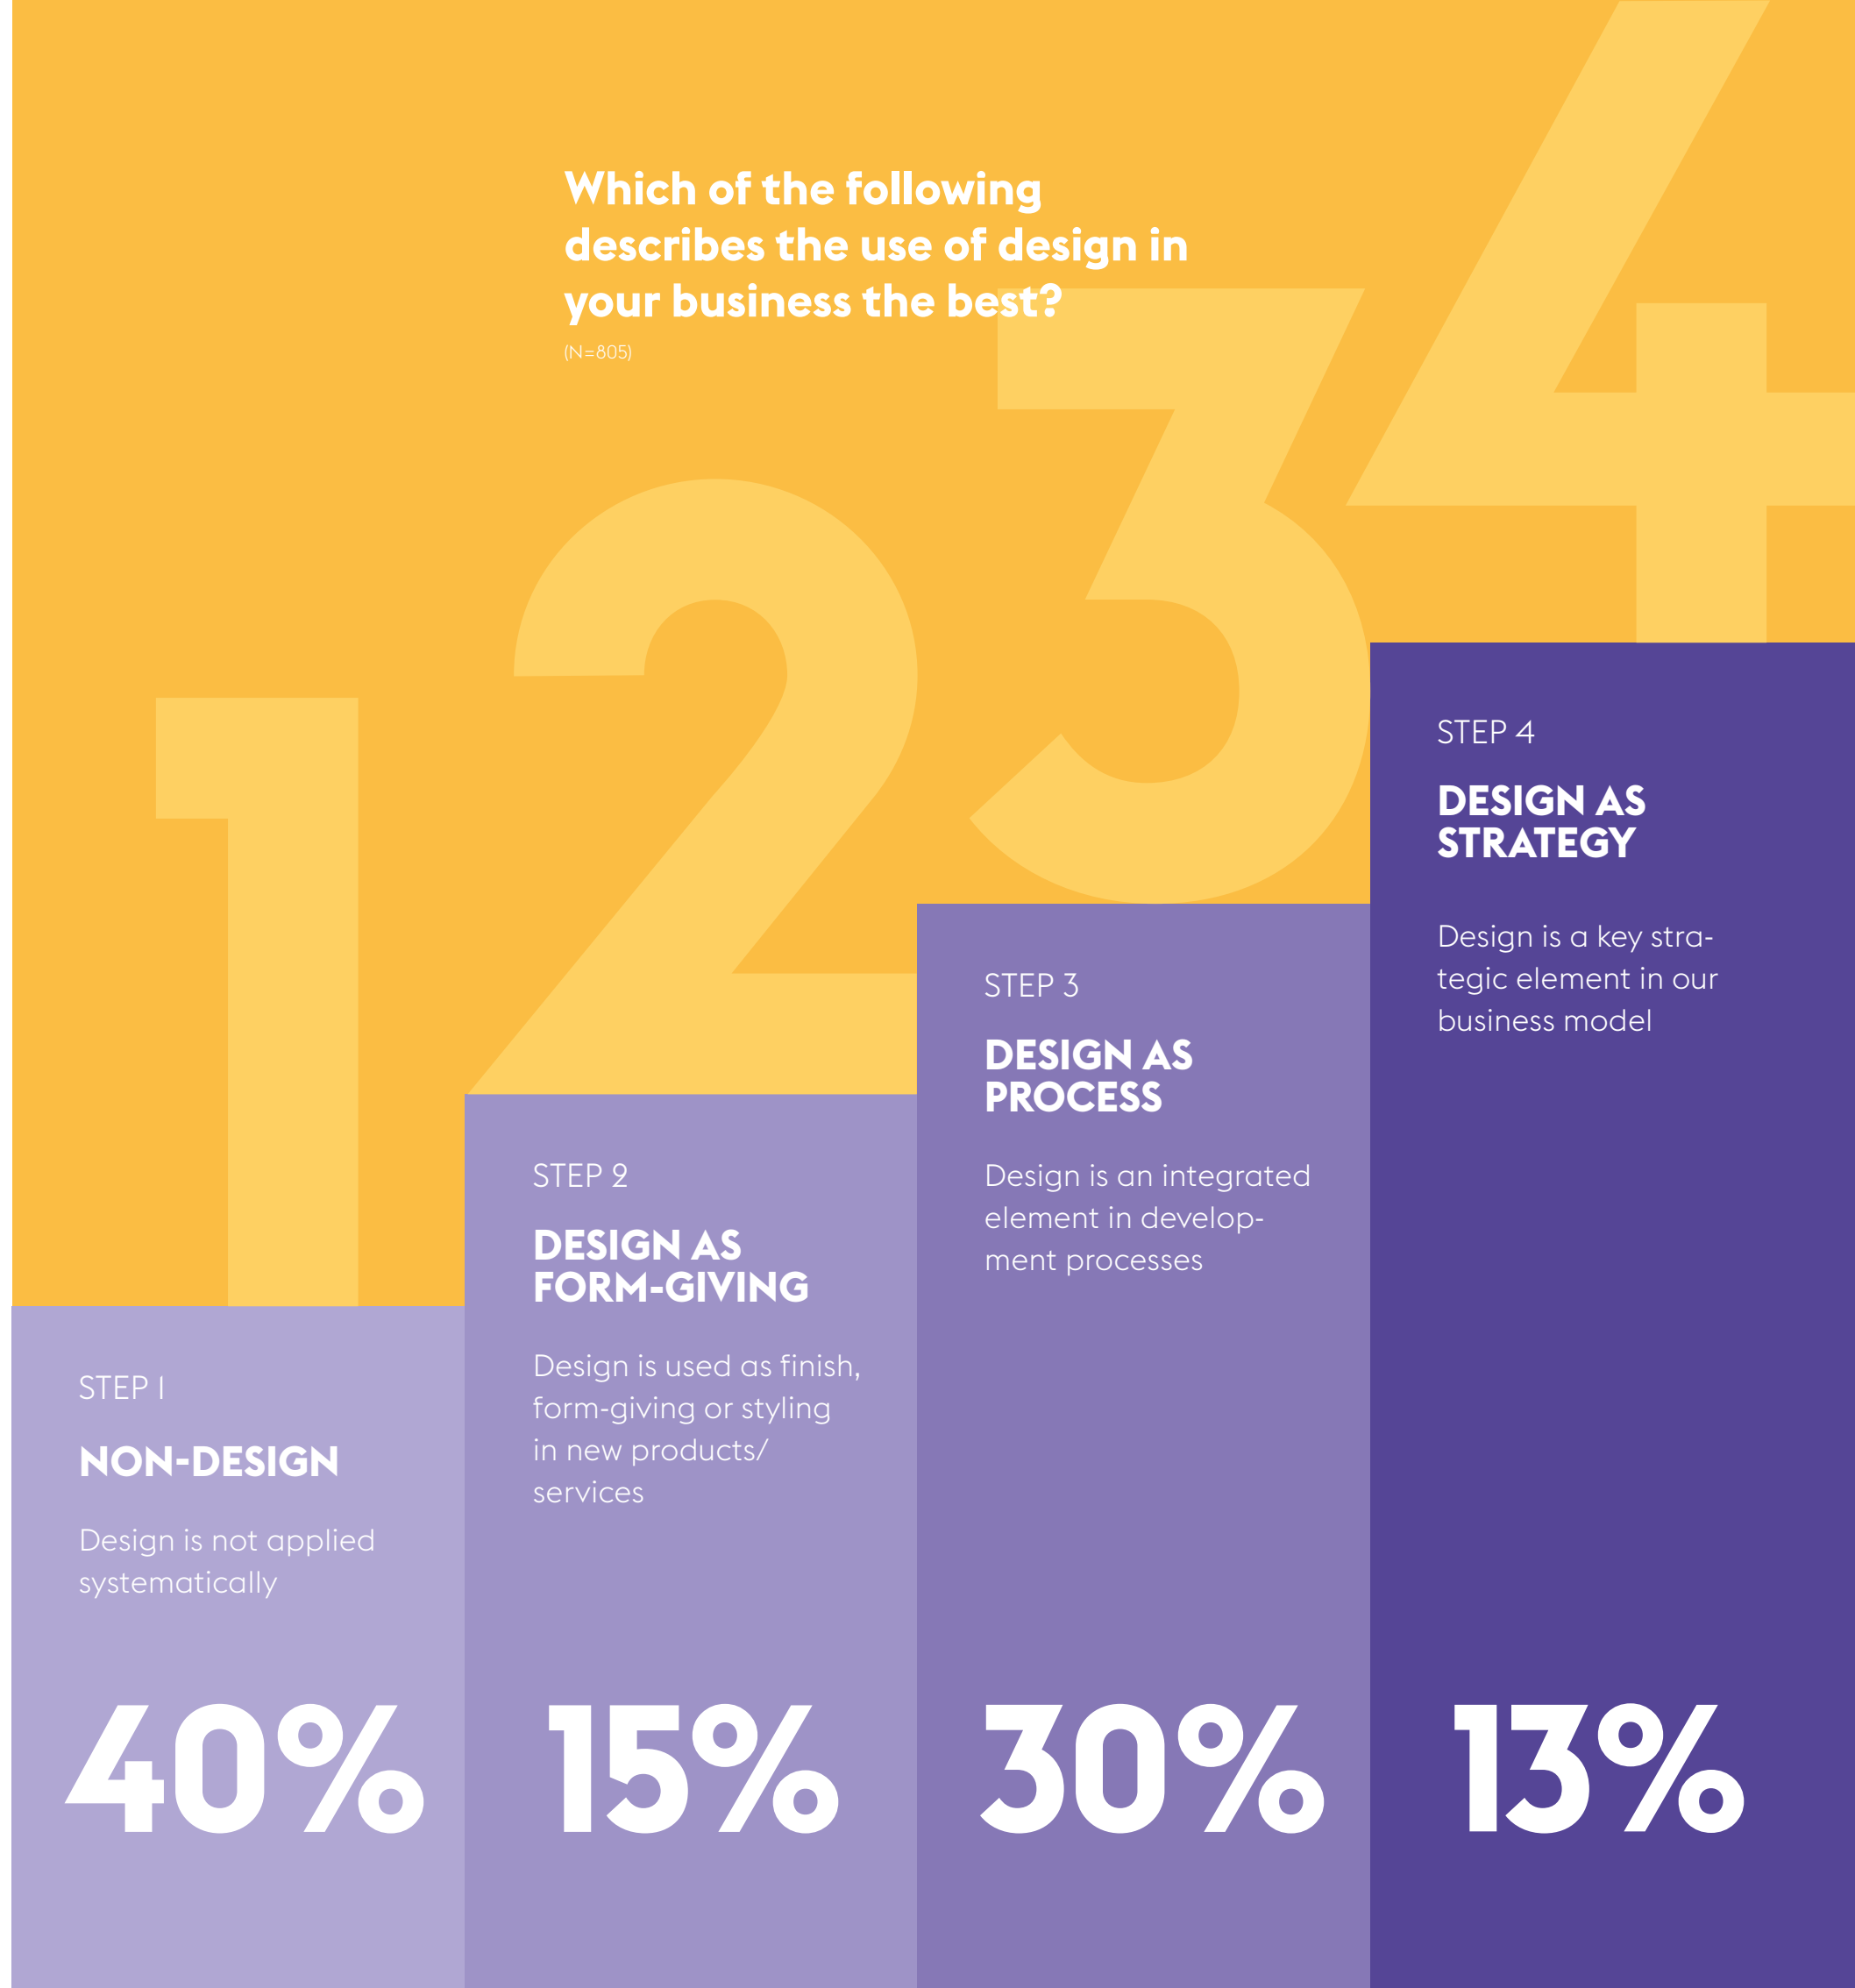 Which of the following
describes the use of design in
your business the best?
(N=805)
1
2
3
4
STEP 1
NON-DESIGN
Design is not applied
systematically
40%
STEP 2
DESIGN AS
FORM-GIVING
Design is used as finish,
form-giving or styling
in new products/
services
15%
STEP 3
DESIGN AS
PROCESS
Design is an integrated
element in develop-
ment processes
30%
STEP 4
DESIGN AS
STRATEGY
Design is a key stra-
tegic element in our
business model
13%